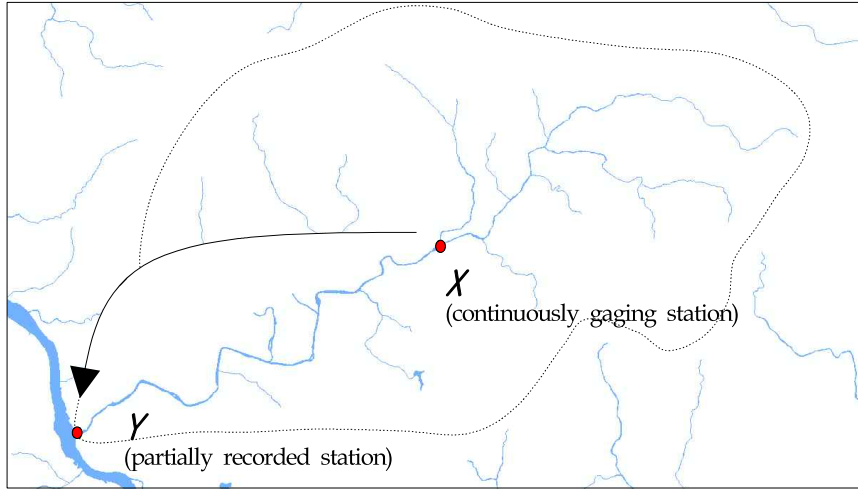 X
(continuously gaging station)
Y
(partially recorded station)